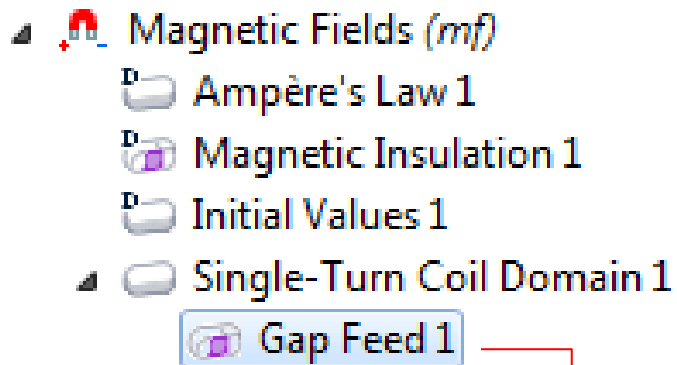 Magnetic Fields (mf)
D Ampère's Law 1
D Magnetic Insulation 1
D Initial Values 1
Single-Turn Coil Domain 1
Gap Feed 1